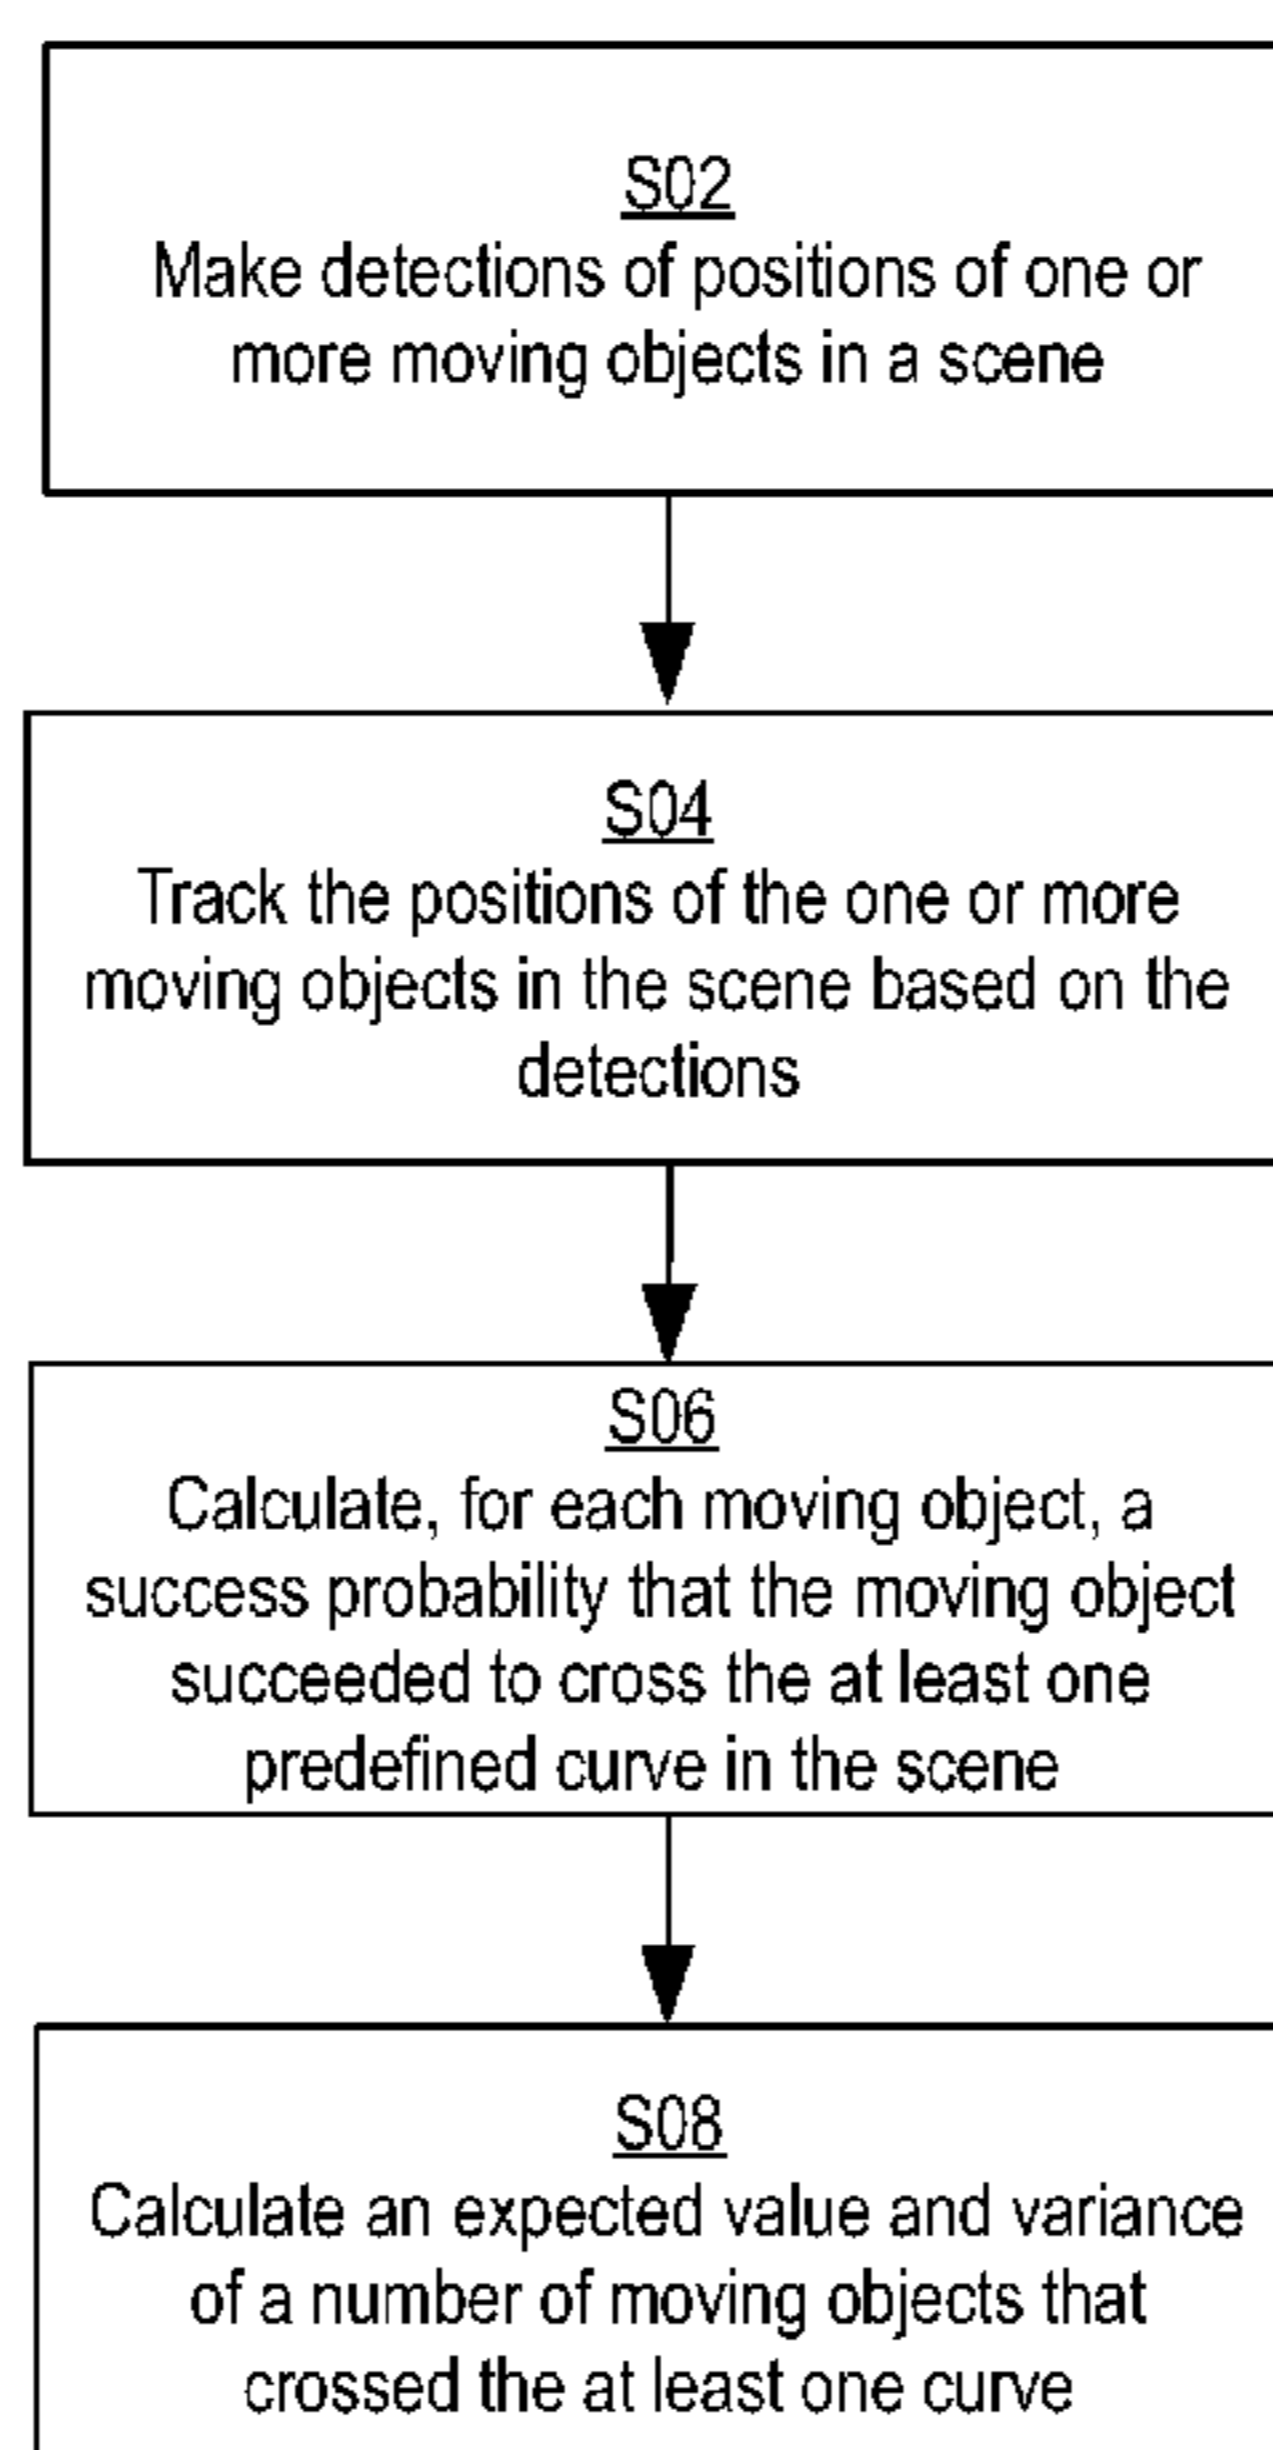 S02
Make detections of positions of one or
more moving objects in a scene
S04
Track the positions of the one or more
moving objects in the scene based on the
detections
S06
Calculate, for each moving object, a
success probability that the moving object
succeeded to cross the at least one
predefined curve in the scene
S08
Calculate an expected value and variance
of a number of moving objects that
crossed the at least one curve